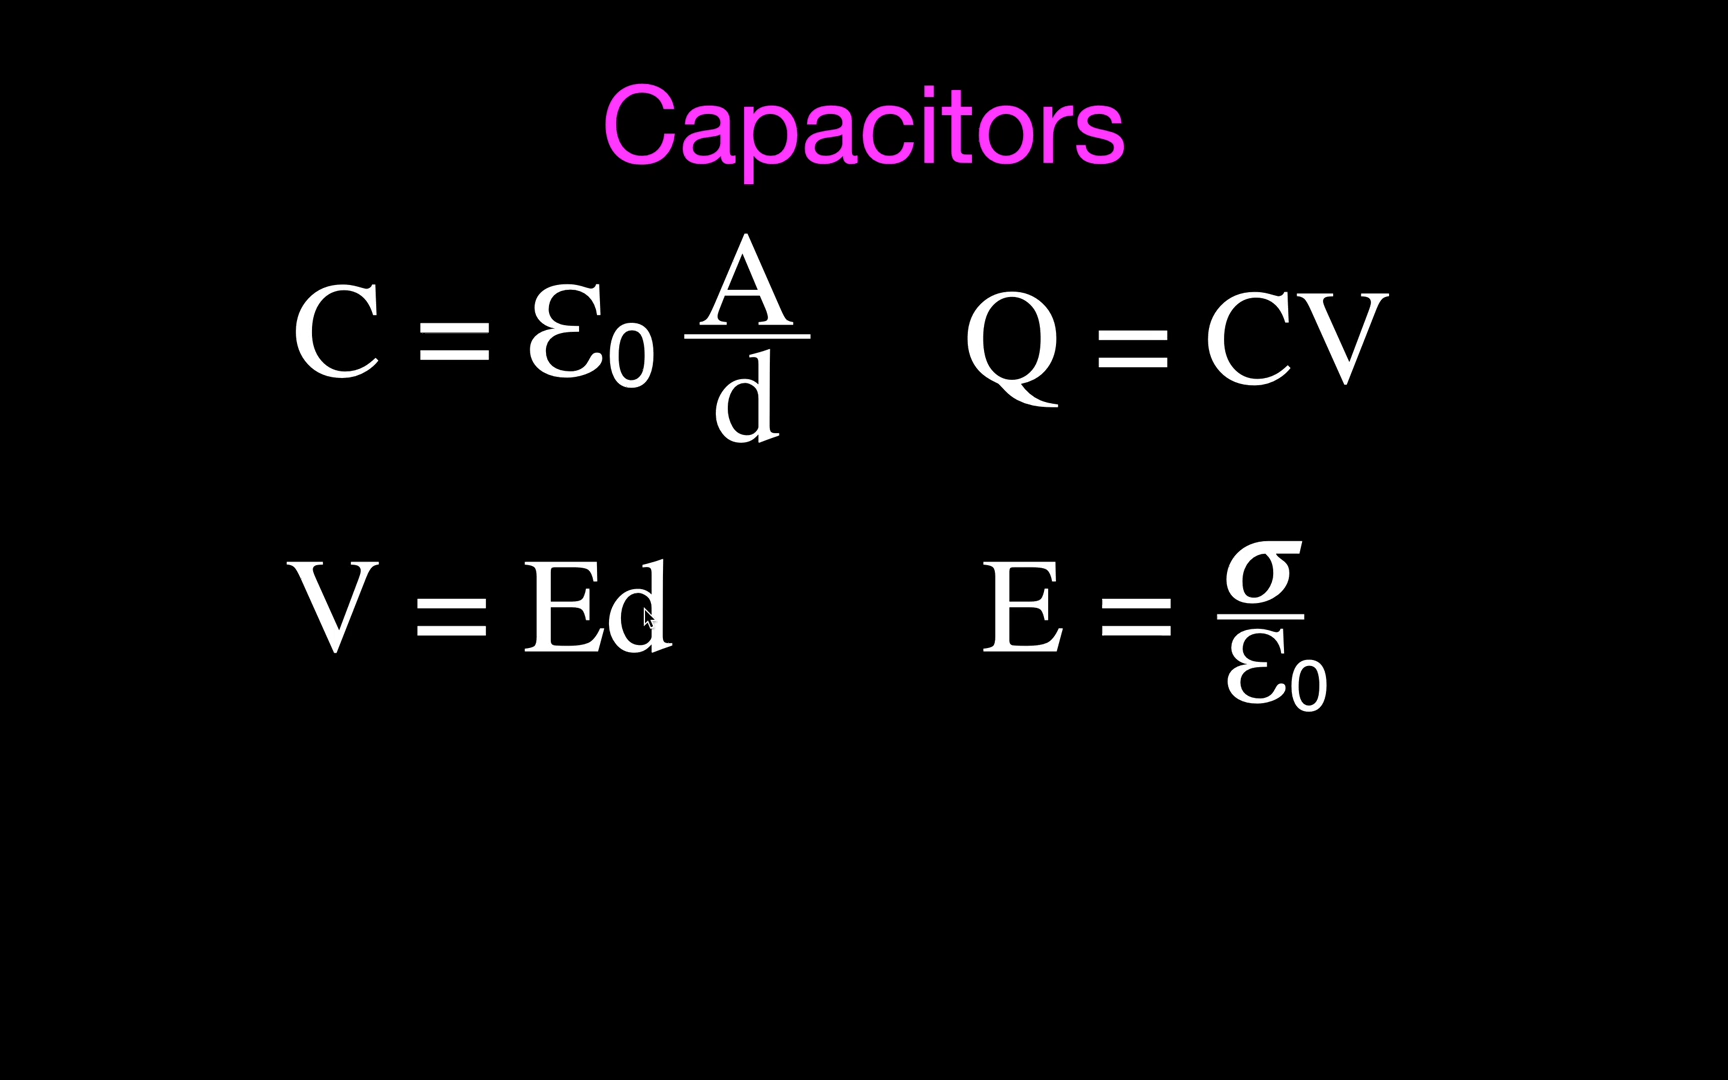 Capacitors
C = ε₀ A/d
Q = CV
V = Ed
E = σ/ε₀